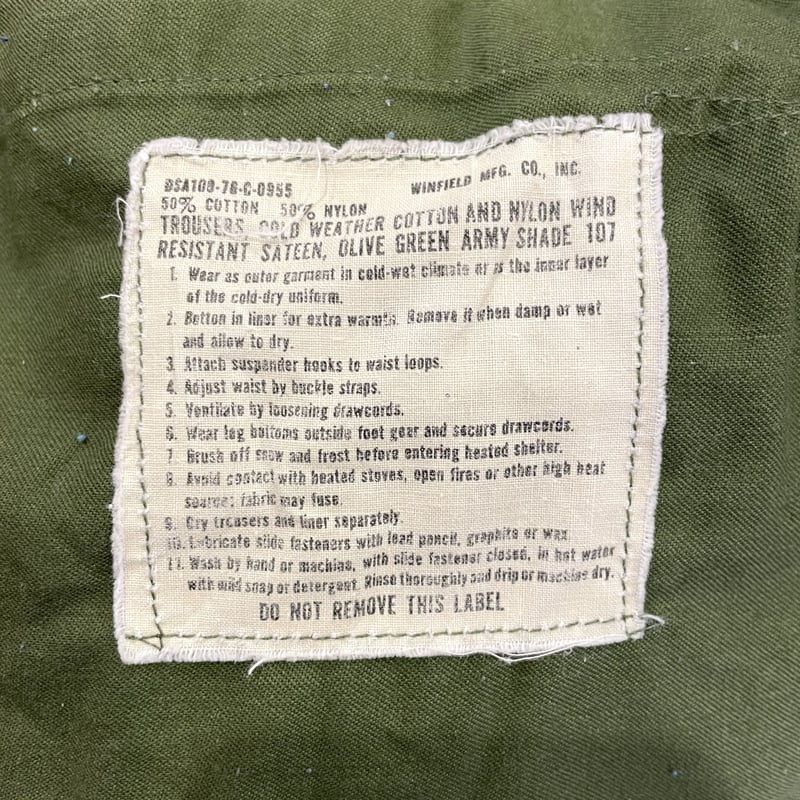 DSA100-76-C-0955 WINFIELD MFG. CO., INC.
50% COTTON 50% NYLON
TROUSERS, COLD WEATHER COTTON AND NYLON WIND
RESISTANT SATEEN, OLIVE GREEN ARMY SHADE 107
1. Wear as outer garment in cold-wet climate or as the inner layer
of the cold-dry uniform.
2. Button in liner for extra warmth. Remove it when damp or wet
and allow to dry.
3. Attach suspender hooks to waist loops.
4. Adjust waist by buckle straps.
5. Ventilate by loosening drawcords.
6. Wear leg bottoms outside foot gear and secure drawcords.
7. Brush off snow and frost before entering heated shelter.
8. Avoid contact with heated stoves, open fires or other high heat
source: fabric may fuse.
9. Dry trousers and liner separately.
10. Lubricate slide fasteners with lead pencil, graphite or wax.
11. Wash by hand or machine, with slide fastener closed, in hot water
with mild soap or detergent. Rinse thoroughly and drip or machine dry.
DO NOT REMOVE THIS LABEL